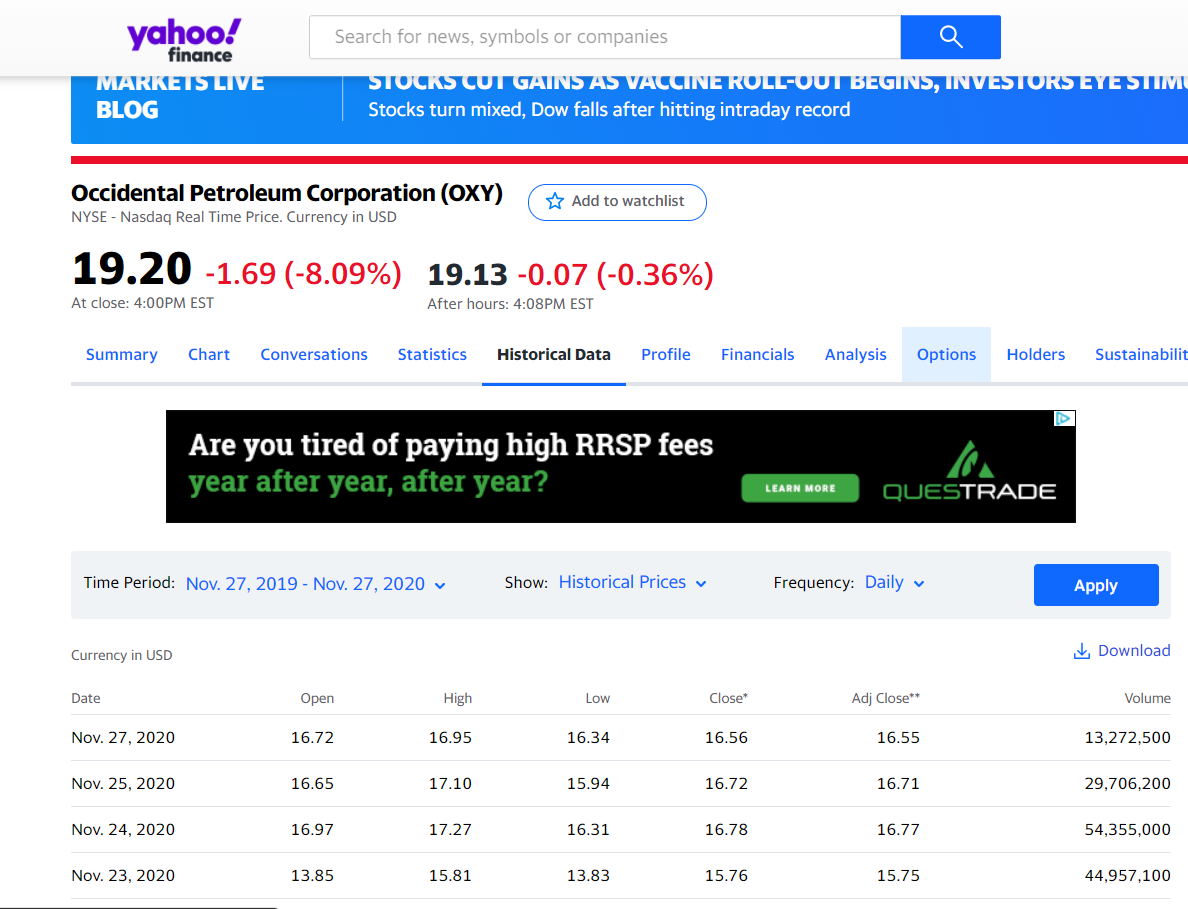 yahoo!
finance
Search for news, symbols or companies
MARKETS LIVE
BLOG
STOCKS CUT GAINS AS VACCINE ROLL-OUT BEGINS, INVESTORS EYE
Stocks turn mixed, Dow falls after hitting intraday record
Occidental Petroleum Corporation (OXY)
Add to watchlist
NYSE - Nasdaq Real Time Price. Currency in USD
19.20 -1.69 (-8.09%) 19.13 -0.07 (-0.36%)
At close: 4:00PM EST After hours: 4:08PM EST
Summary Chart Conversations Statistics Historical Data Profile Financials Analysis Options Holders Sustainabilit
Are you tired of paying high RRSP fees
year after year, after year?
LEARN MORE
QUESTRADE
Time Period: Nov. 27, 2019 - Nov. 27, 2020 Show: Historical Prices Frequency: Daily Apply
Currency in USD Download
Date Open High Low Close* Adj Close** Volume
Nov. 27, 2020 16.72 16.95 16.34 16.56 16.55 13,272,500
Nov. 25, 2020 16.65 17.10 15.94 16.72 16.71 29,706,200
Nov. 24, 2020 16.97 17.27 16.31 16.78 16.77 54,355,000
Nov. 23, 2020 13.85 15.81 13.83 15.76 15.75 44,957,100